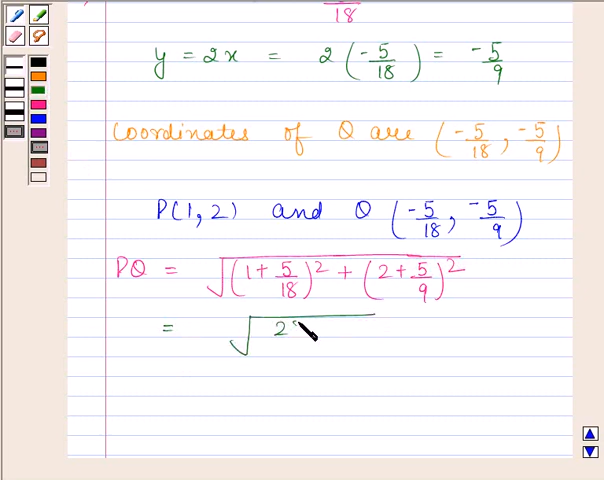 18
y = 2x = 2 (-5/18) = -5/9
Coordinates of Q are (-5/18, -5/9)
P(1, 2) and Q (-5/18, -5/9)
PQ = √((1 + 5/18)² + (2 + 5/9)²)
= √(2